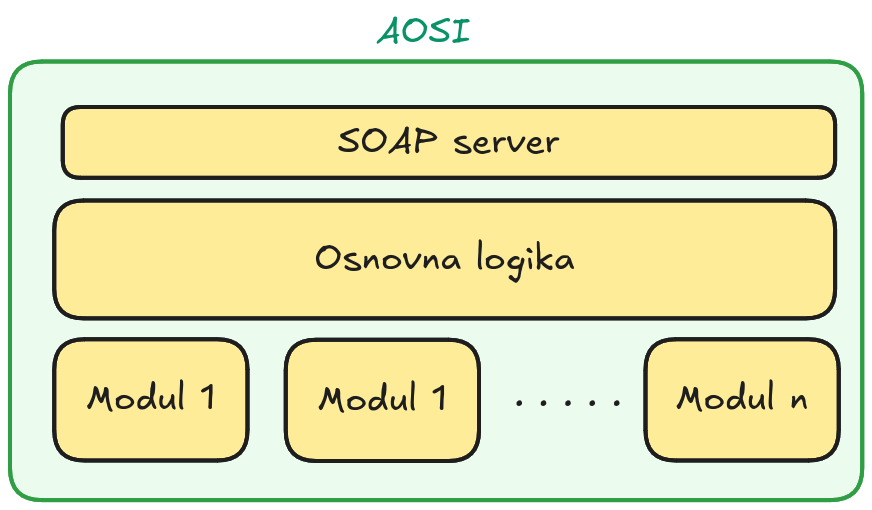 AOSI
SOAP server
Osnovna logika
Modul 1
Modul 1
. . . . .
Modul n